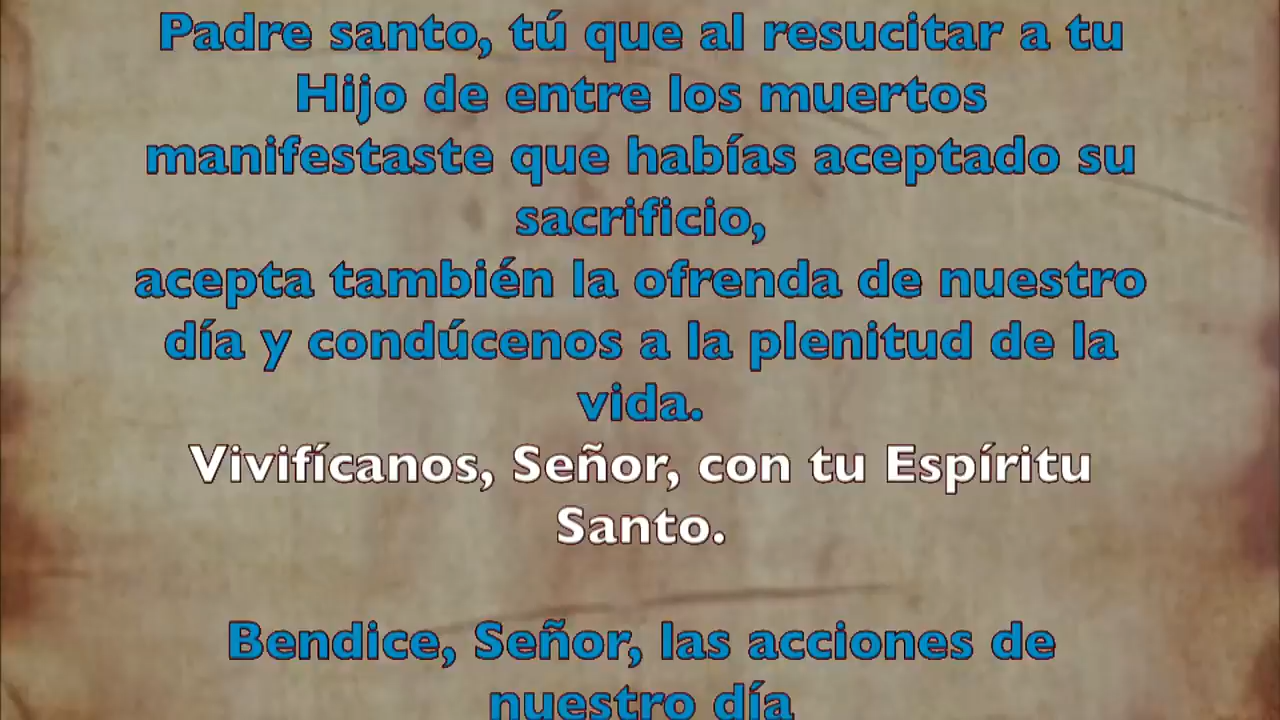 Padre santo, tú que al resucitar a tu
Hijo de entre los muertos
manifestaste que habías aceptado su
sacrificio,
acepta también la ofrenda de nuestro
día y condúcenos a la plenitud de la
vida.
Vivifícanos, Señor, con tu Espíritu
Santo.
Bendice, Señor, las acciones de
nuestro día